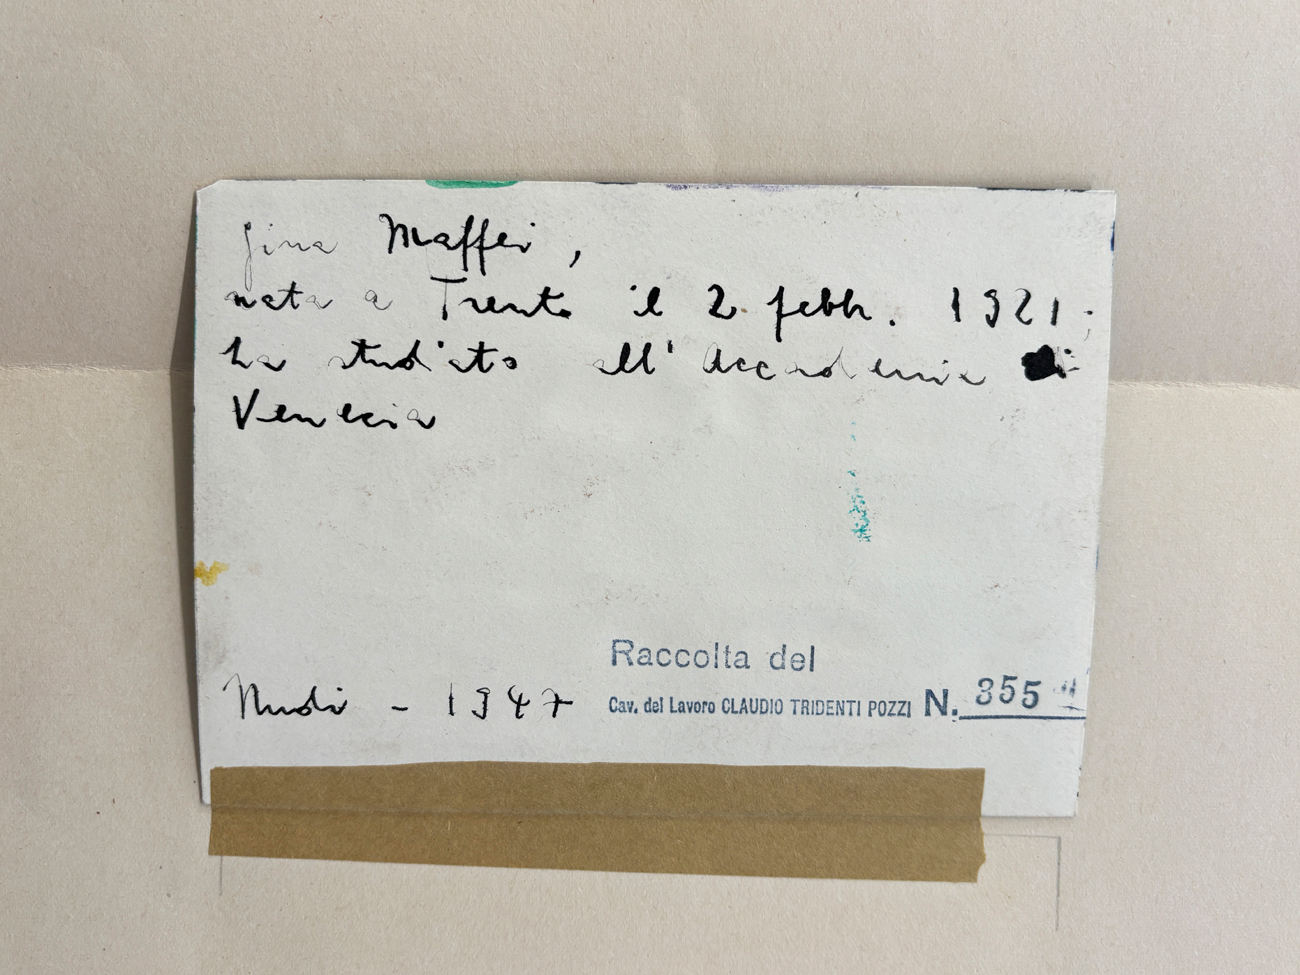 Gina Maffei,
nata a Trento il 2 febbr. 1921;
ha studiato all'Accademia di
Venezia
Nudi - 1947
Raccolta del
Cav. del Lavoro CLAUDIO TRIDENTI POZZI N. 355